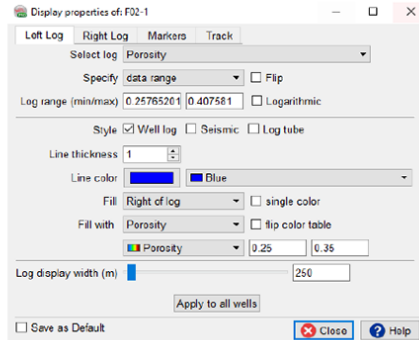 Display properties of: F02-1
Left Log Right Log Markers Track
Select log Porosity
Specify data range Flip
Log range (min/max) 0.25765201 0.407581 Logarithmic
Style Well log Seismic Log tube
Line thickness 1
Line color Blue
Fill Right of log single color
Fill with Porosity flip color table
Porosity 0.25 0.35
Log display width (m) 250
Apply to all wells
Save as Default Close Help